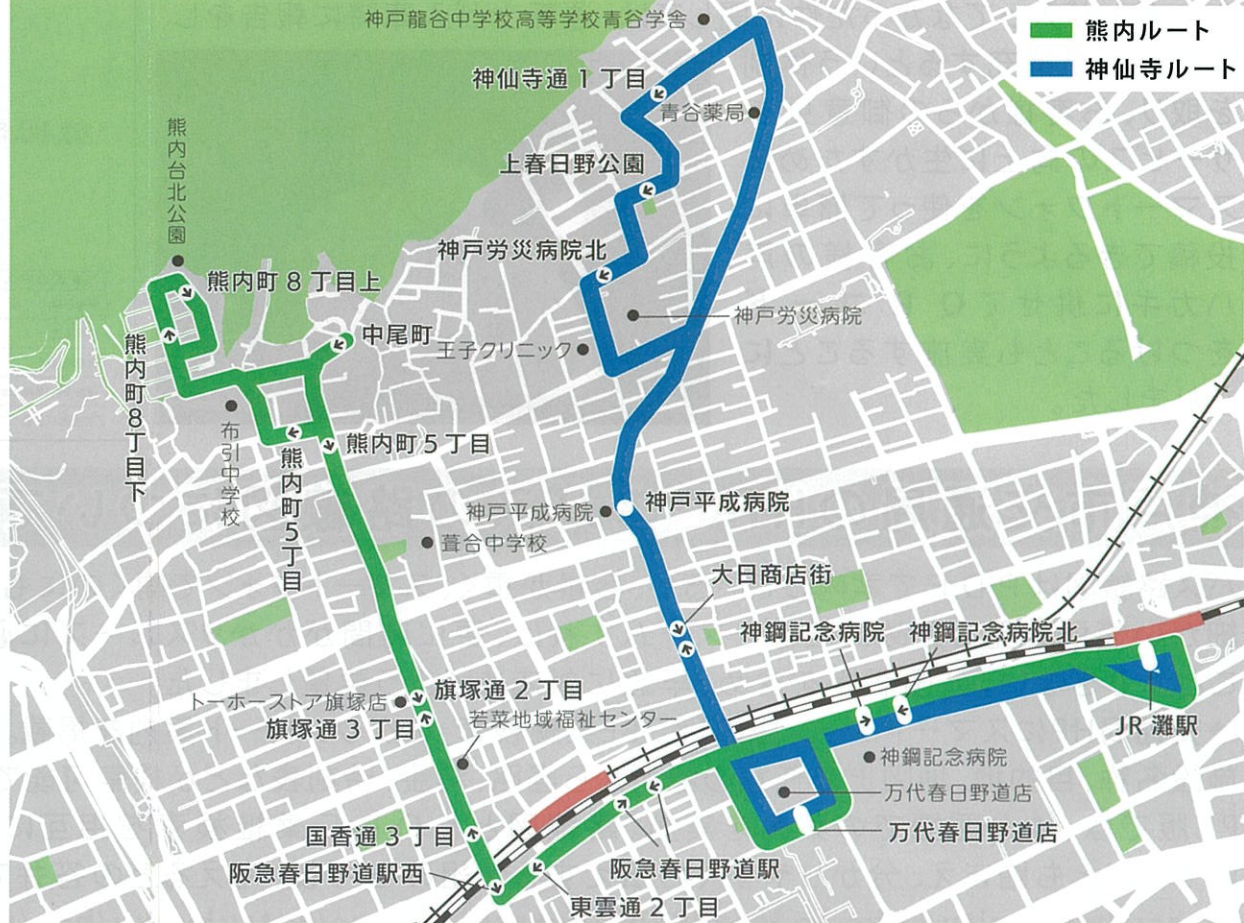 神戸龍谷中学校高等学校青谷学舎
熊内ルート
神仙寺ルート
神仙寺通1丁目
青谷薬局
熊内台北公園
上春日野公園
神戸労災病院北
熊内町8丁目上
神戸労災病院
中尾町
王子クリニック
熊内町8丁目下
布引中学校
熊内町5丁目
熊内町5丁目
神戸平成病院
神戸平成病院
葺合中学校
大日商店街
神鋼記念病院
神鋼記念病院北
トーホーストア旗塚店
旗塚通2丁目
旗塚通3丁目
若菜地域福祉センター
JR灘駅
神鋼記念病院
万代春日野道店
万代春日野道店
国香通3丁目
阪急春日野道駅西
阪急春日野道駅
東雲通2丁目